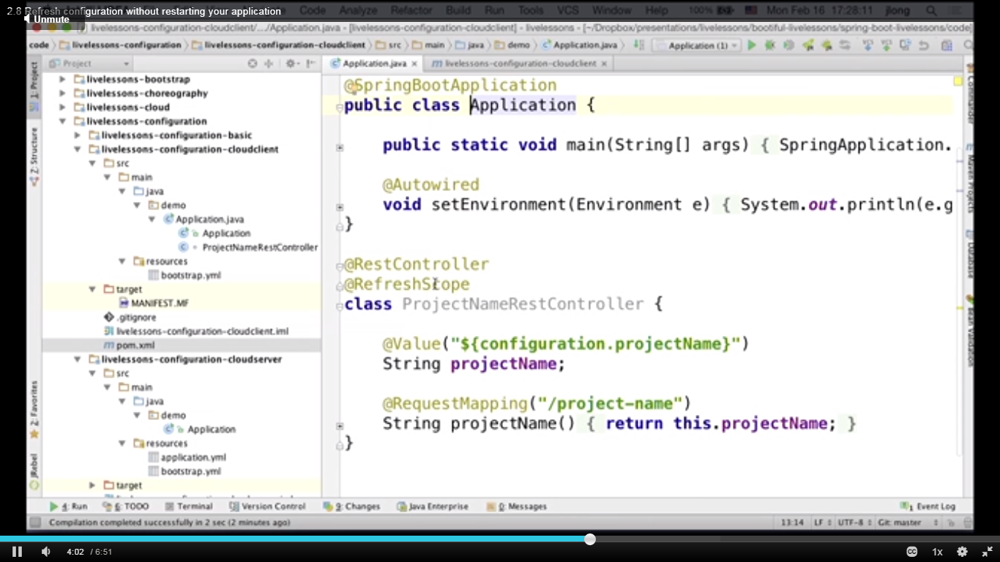 2.8 Refresh configuration without restarting your application
Unmute
Code Analyze Refactor Build Run Tools VCS Window Help 100% Mon Feb 16 17:28:11 jlong
livelessons-configuration-cloudclient/.../Application.java - [livelessons-configuration-cloudclient] - livelessons - [~/Dropbox/presentations/livelessons/bootiful-livelessons/spring-boot-livelessons/code]
code livelessons-configuration livelessons-configuration-cloudclient src main java demo Application.java Application (1)
1: Project
Z: Structure
2: Favorites
JRebel
Project
livelessons-bootstrap
livelessons-choreography
livelessons-cloud
livelessons-configuration
livelessons-configuration-basic
livelessons-configuration-cloudclient
src
main
java
demo
Application.java
Application
ProjectNameRestController
resources
bootstrap.yml
target
MANIFEST.MF
.gitignore
livelessons-configuration-cloudclient.iml
pom.xml
livelessons-configuration-cloudserver
src
main
java
demo
Application
resources
application.yml
bootstrap.yml
target
Application.java × livelessons-configuration-cloudclient ×
@SpringBootApplication
public class Application {
public static void main(String[] args) { SpringApplication.
@Autowired
void setEnvironment(Environment e) { System.out.println(e.g
}
@RestController
@RefreshScope
class ProjectNameRestController {
@Value("${configuration.projectName}")
String projectName;
@RequestMapping("/project-name")
String projectName() { return this.projectName; }
}
Commander
Maven Projects
Database
Bean Validation
4: Run 6: TODO Terminal Version Control 9: Changes Java Enterprise 0: Messages Event Log
Compilation completed successfully in 2 sec (2 minutes ago) 13:14 LF UTF-8 Git: master
4:02 / 6:51 CC 1x